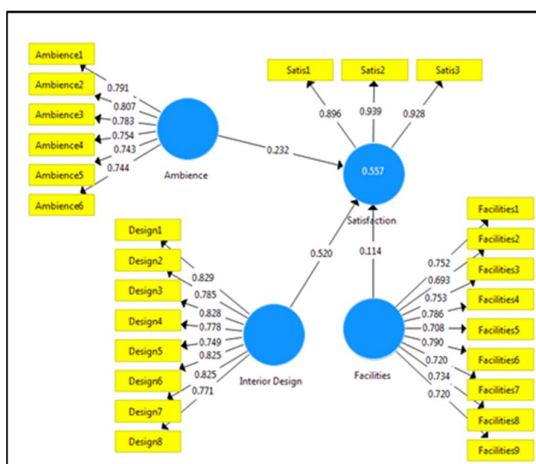 Ambience1
Ambience2
Ambience3
Ambience4
Ambience5
Ambience6
0.791
0.807
0.783
0.754
0.743
0.744
Ambience
0.232
Satis1
Satis2
Satis3
0.896
0.939
0.928
0.557
Satisfaction
Design1
Design2
Design3
Design4
Design5
Design6
Design7
Design8
0.829
0.785
0.828
0.778
0.749
0.825
0.825
0.771
Interior Design
0.520
0.114
Facilities
0.752
0.693
0.753
0.786
0.708
0.790
0.720
0.734
0.720
Facilities1
Facilities2
Facilities3
Facilities4
Facilities5
Facilities6
Facilities7
Facilities8
Facilities9